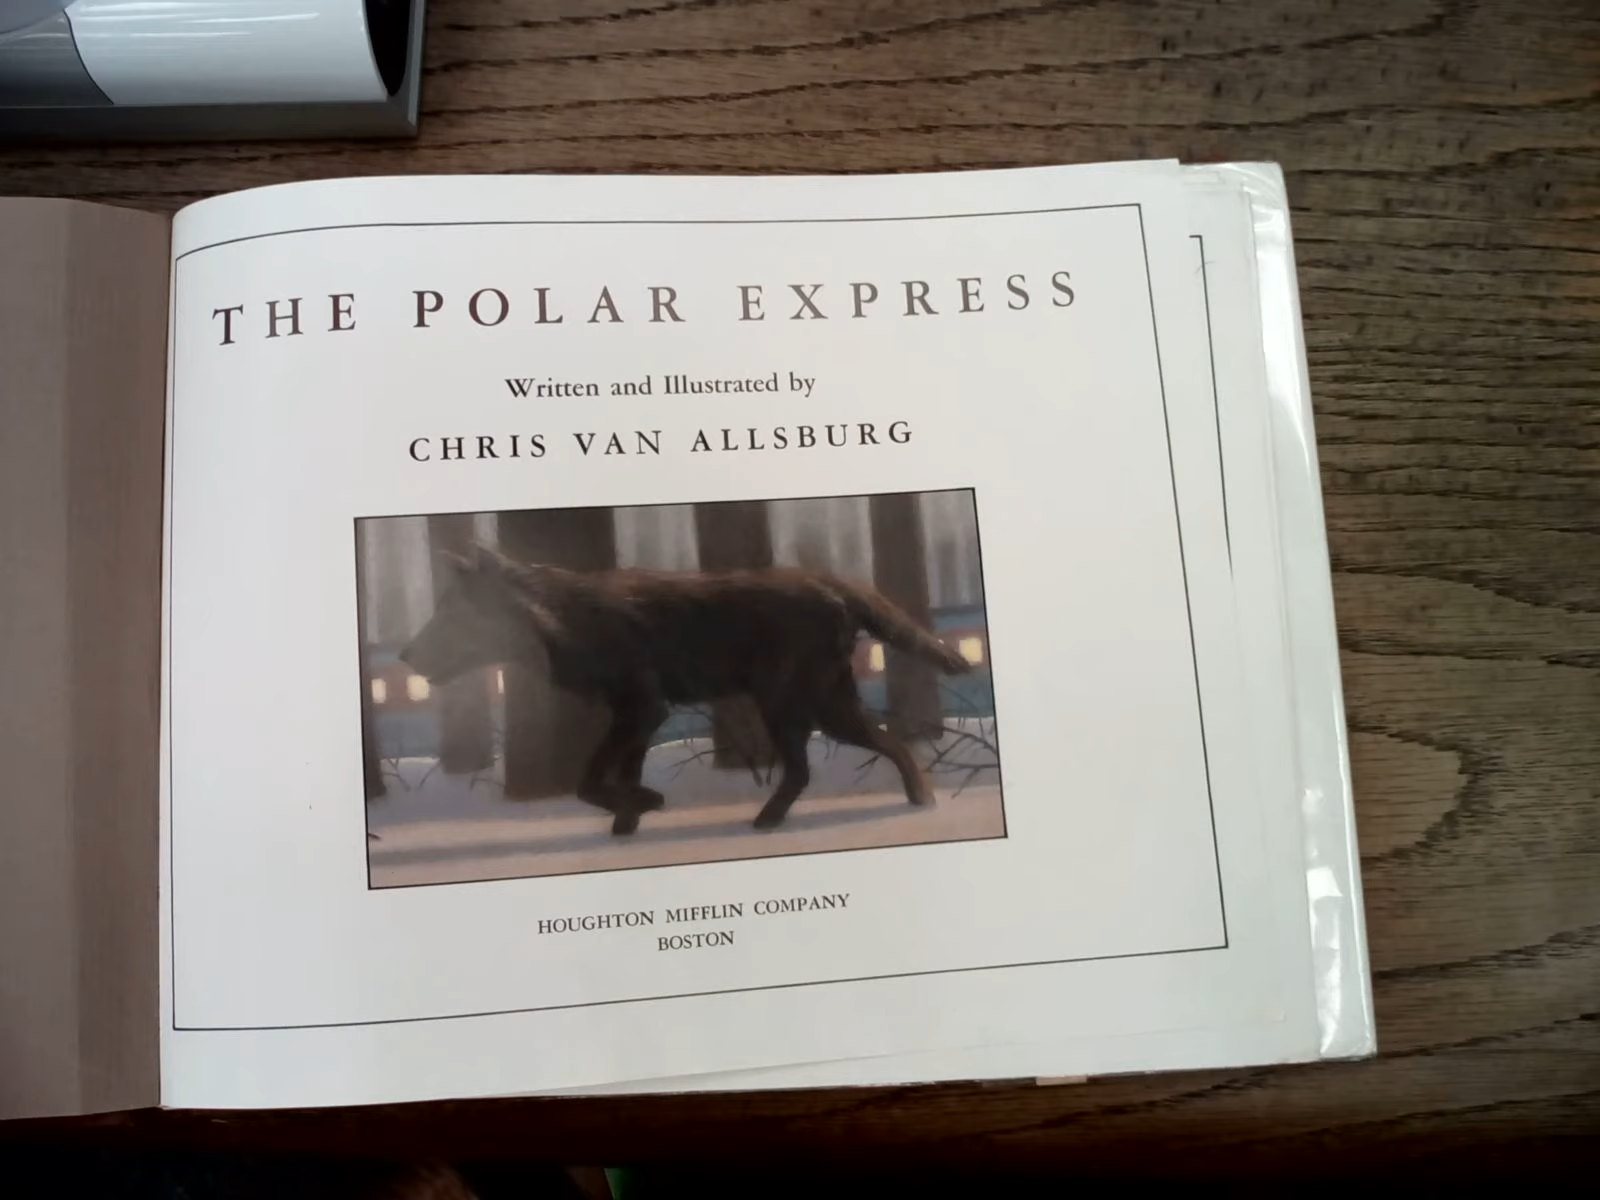 THE POLAR EXPRESS
Written and Illustrated by
CHRIS VAN ALLSBURG
HOUGHTON MIFFLIN COMPANY
BOSTON